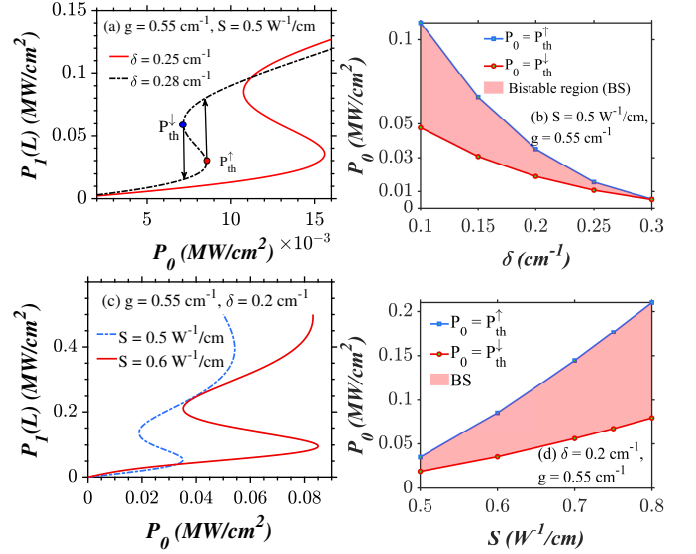 (a) g = 0.55 cm⁻¹, S = 0.5 W⁻¹/cm
δ = 0.25 cm⁻¹
δ = 0.28 cm⁻¹
P_th^↓
P_th^↑
0.15
0.1
0.05
0
P_1(L) (MW/cm²)
5
10
15
×10⁻³
P_0 (MW/cm²)
P_0 = P_th^↑
P_0 = P_th^↓
Bistable region (BS)
(b) S = 0.5 W⁻¹/cm,
g = 0.55 cm⁻¹
0.1
0.05
0.01
0
P_0 (MW/cm²)
0.1
0.15
0.2
0.25
0.3
δ (cm⁻¹)
(c) g = 0.55 cm⁻¹, δ = 0.2 cm⁻¹
S = 0.5 W⁻¹/cm
S = 0.6 W⁻¹/cm
0.4
0.2
0
P_1(L) (MW/cm²)
0
0.02
0.04
0.06
0.08
P_0 (MW/cm²)
P_0 = P_th^↑
P_0 = P_th^↓
BS
(d) δ = 0.2 cm⁻¹,
g = 0.55 cm⁻¹
0.2
0.15
0.1
0.05
0
P_0 (MW/cm²)
0.5
0.6
0.7
0.8
S (W⁻¹/cm)